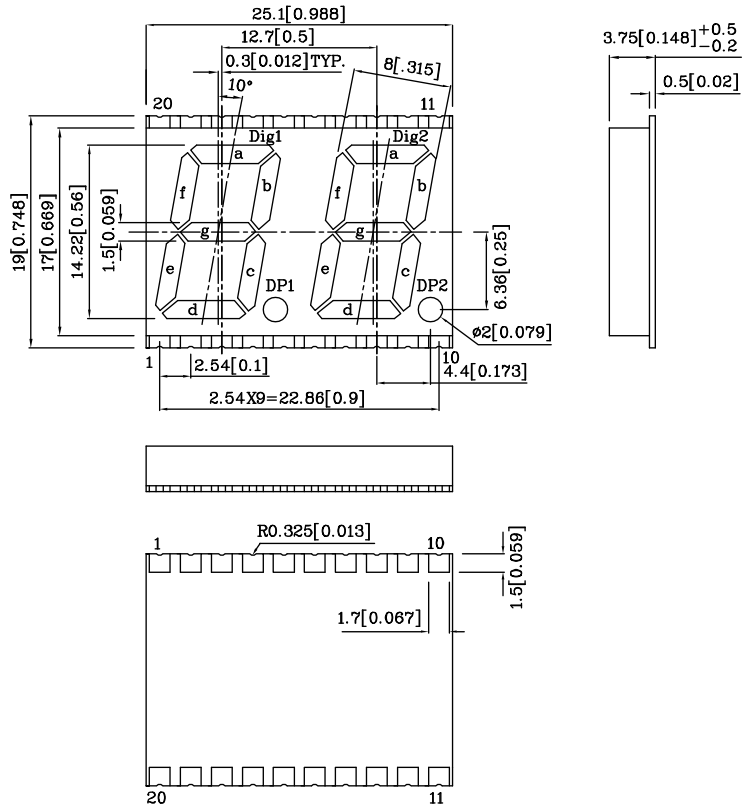 25.1[0.988]
12.7[0.5]
0.3[0.012]TYP.
8[.315]
10°
3.75[0.148]+0.5 −0.2
0.5[0.02]
20
11
Dig1
Dig2
a
a
f
b
f
b
g
g
e
c
e
c
d
DP1
d
DP2
19[0.748]
17[0.669]
14.22[0.56]
1.5[0.059]
6.36[0.25]
ø2[0.079]
1
10
2.54[0.1]
4.4[0.173]
2.54X9=22.86[0.9]
1
R0.325[0.013]
10
1.5[0.059]
1.7[0.067]
20
11